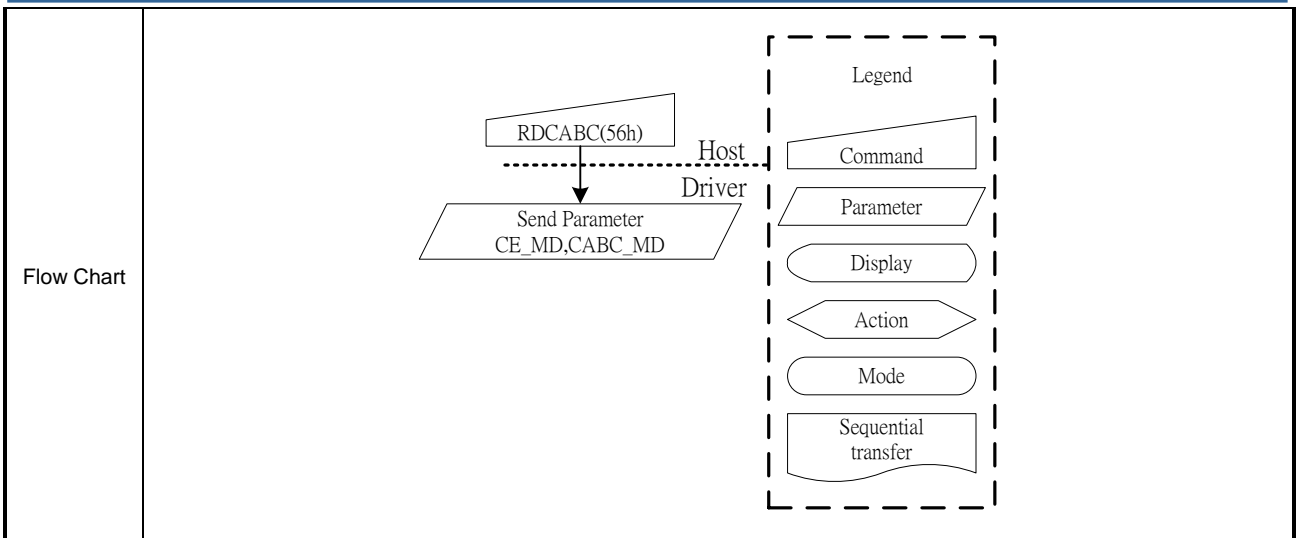 Flow Chart
RDCABC(56h)
Host
Driver
Send Parameter
CE_MD,CABC_MD
Legend
Command
Parameter
Display
Action
Mode
Sequential
transfer